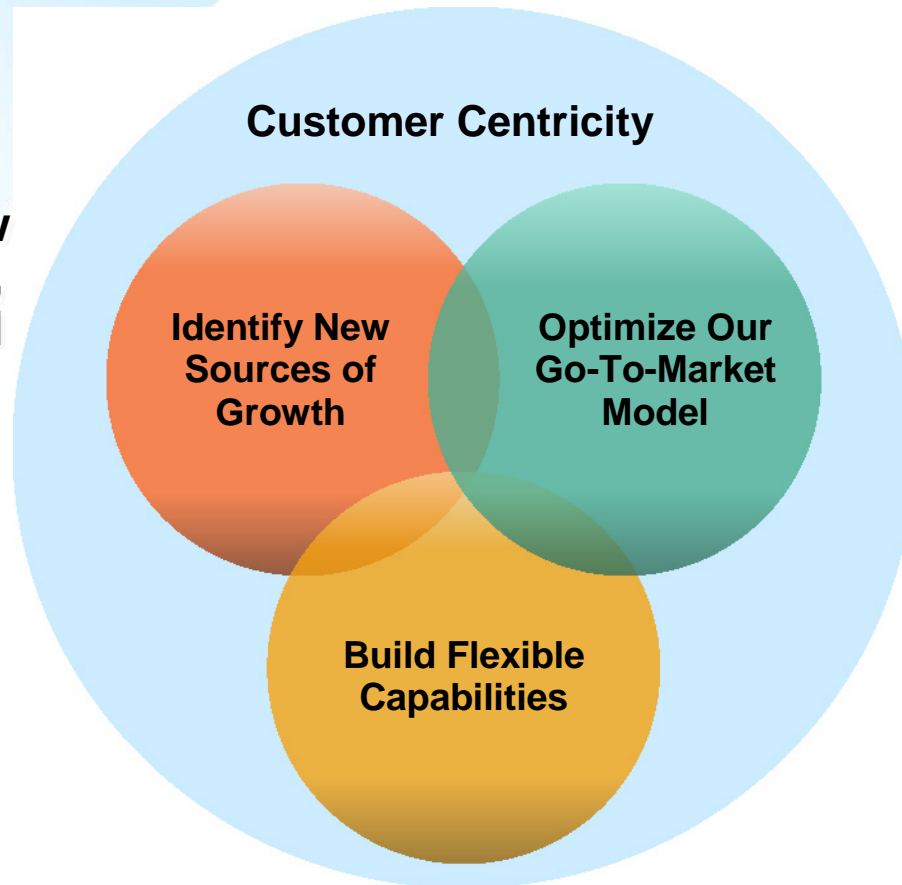 Customer Centricity
Identify New
Sources of
Growth
Optimize Our
Go-To-Market
Model
Build Flexible
Capabilities